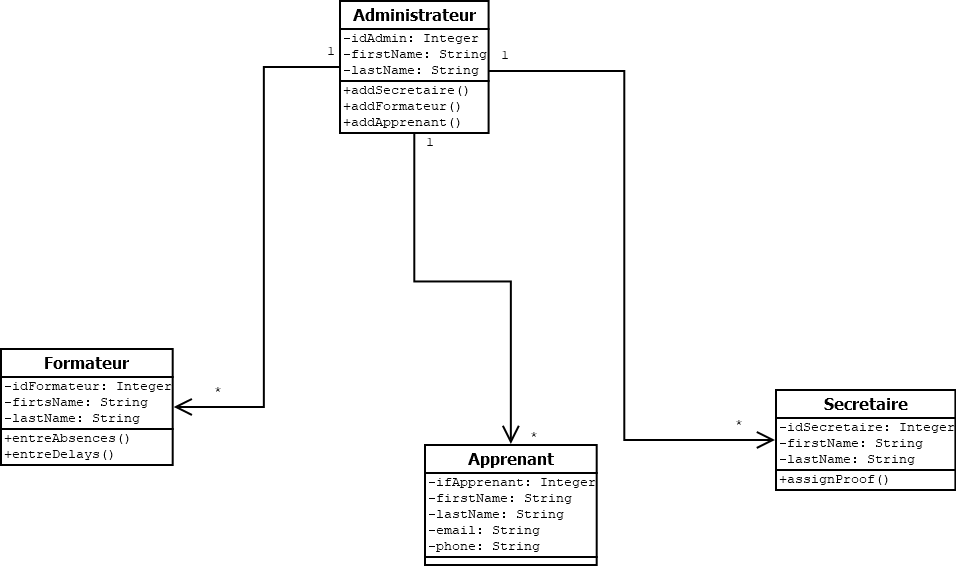 Administrateur
-idAdmin: Integer
-firstName: String
-lastName: String
+addSecretaire()
+addFormateur()
+addApprenant()
1
1
1
Formateur
-idFormateur: Integer
-firtsName: String
-lastName: String
+entreAbsences()
+entreDelays()
*
*
*
Apprenant
-ifApprenant: Integer
-firstName: String
-lastName: String
-email: String
-phone: String
Secretaire
-idSecretaire: Integer
-firstName: String
-lastName: String
+assignProof()